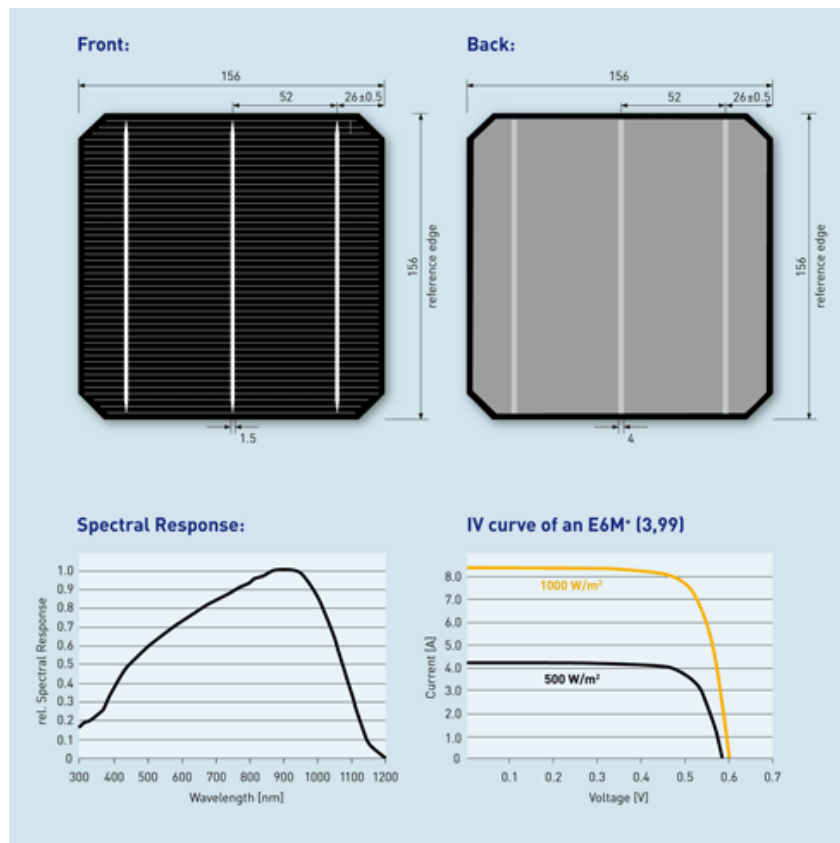 Front:
Back:
156
156
52
26±0.5
52
26±0.5
156
reference edge
156
reference edge
1.5
4
Spectral Response:
IV curve of an E6M⁺ (3,99)
rel. Spectral Response
1.0
0.9
0.8
0.7
0.6
0.5
0.4
0.3
0.2
0.1
0
300 400 500 600 700 800 900 1000 1100 1200
Wavelength [nm]
Current [A]
8.0
7.0
6.0
5.0
4.0
3.0
2.0
1.0
0
1000 W/m²
500 W/m²
0.1 0.2 0.3 0.4 0.5 0.6 0.7
Voltage [V]